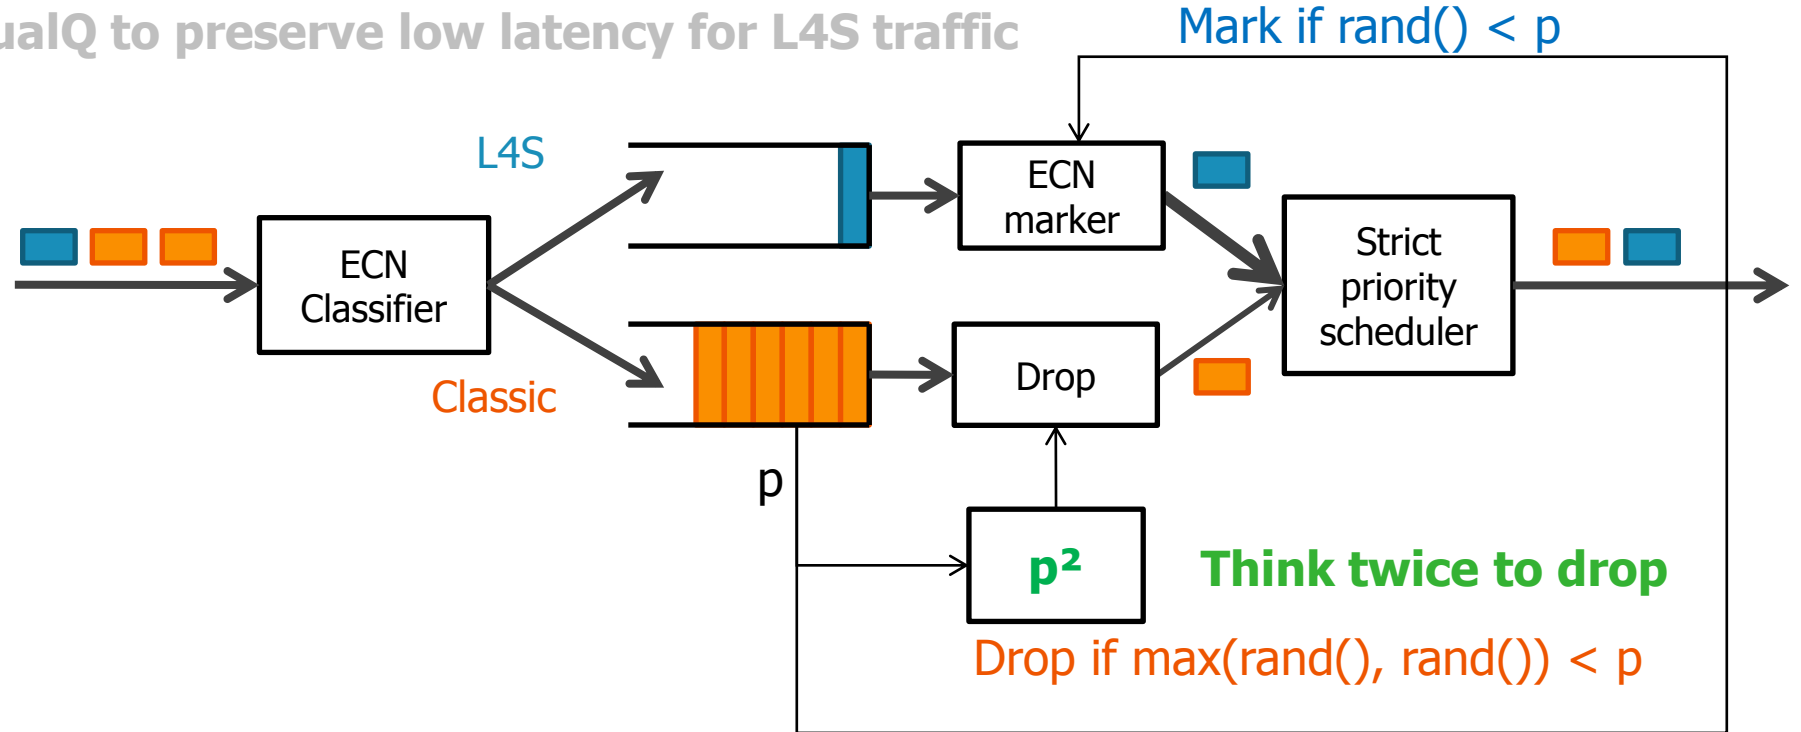 ualQ to preserve low latency for L4S traffic
Mark if rand() < p
L4S
ECN
marker
ECN
Classifier
Strict
priority
scheduler
Classic
Drop
p
p²
Think twice to drop
Drop if max(rand(), rand()) < p